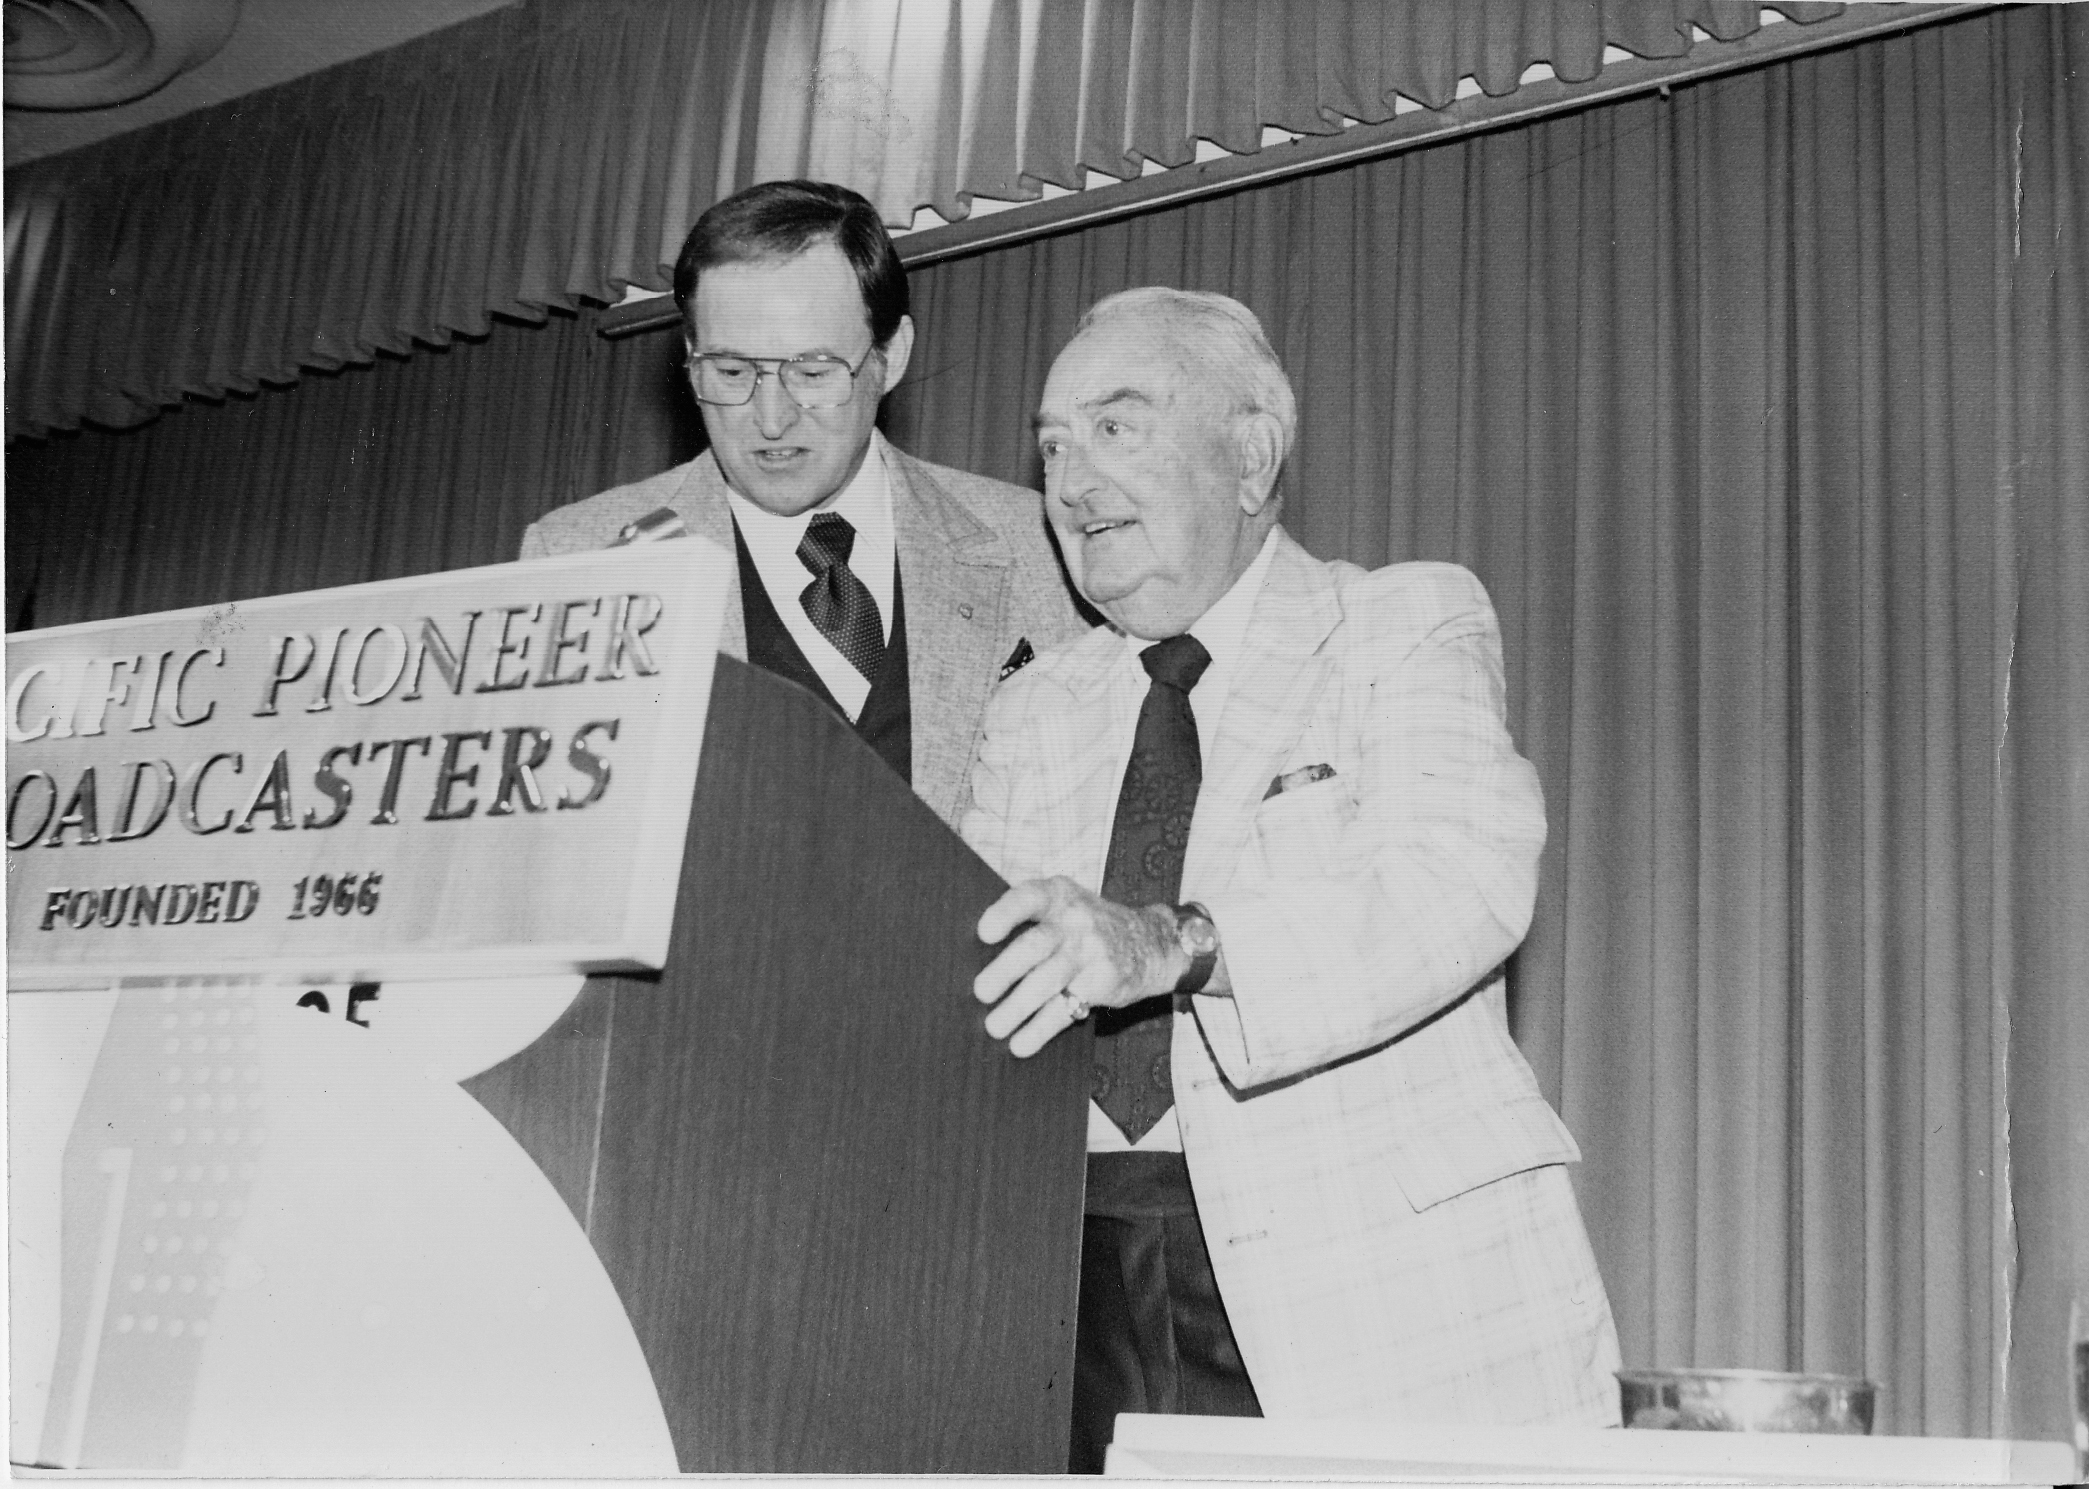 CIFIC PIONEER
OADCASTERS
FOUNDED 1966